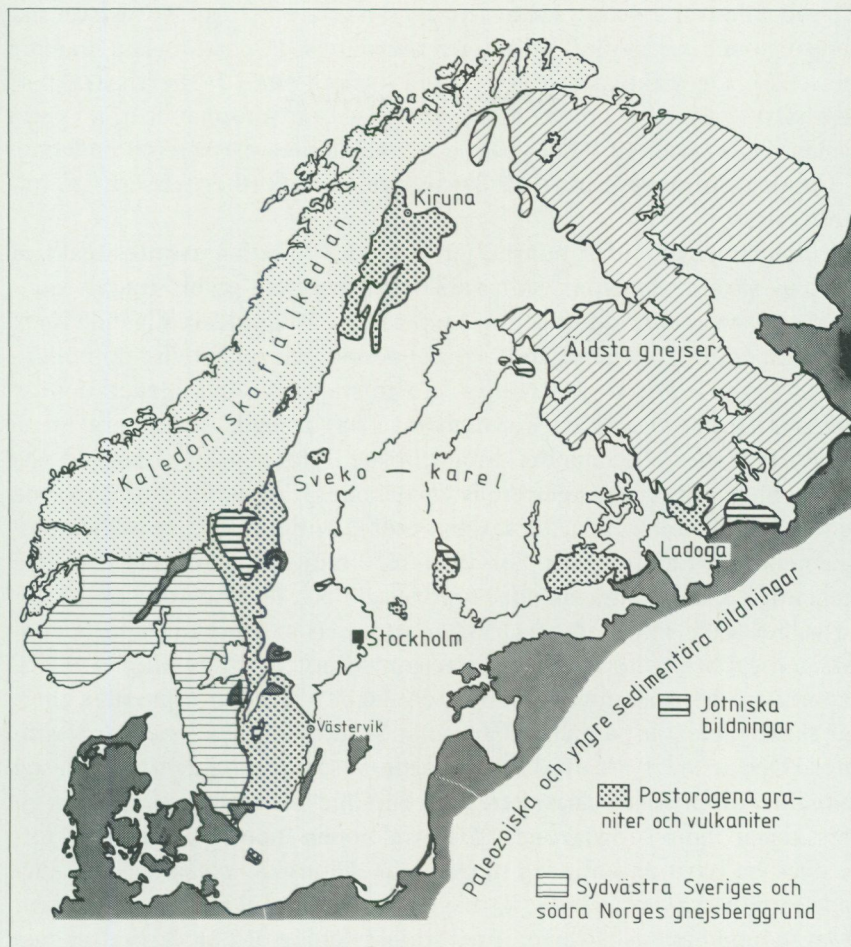 Kiruna
Kaledoniska fjällkedjan
Äldsta gnejser
Sveko – karel
Ladoga
Stockholm
Västervik
Paleozoiska och yngre sedimentära bildningar
Jotniska
bildningar
Postorogena gra-
niter och vulkaniter
Sydvästra Sveriges och
södra Norges gnejsberggrund